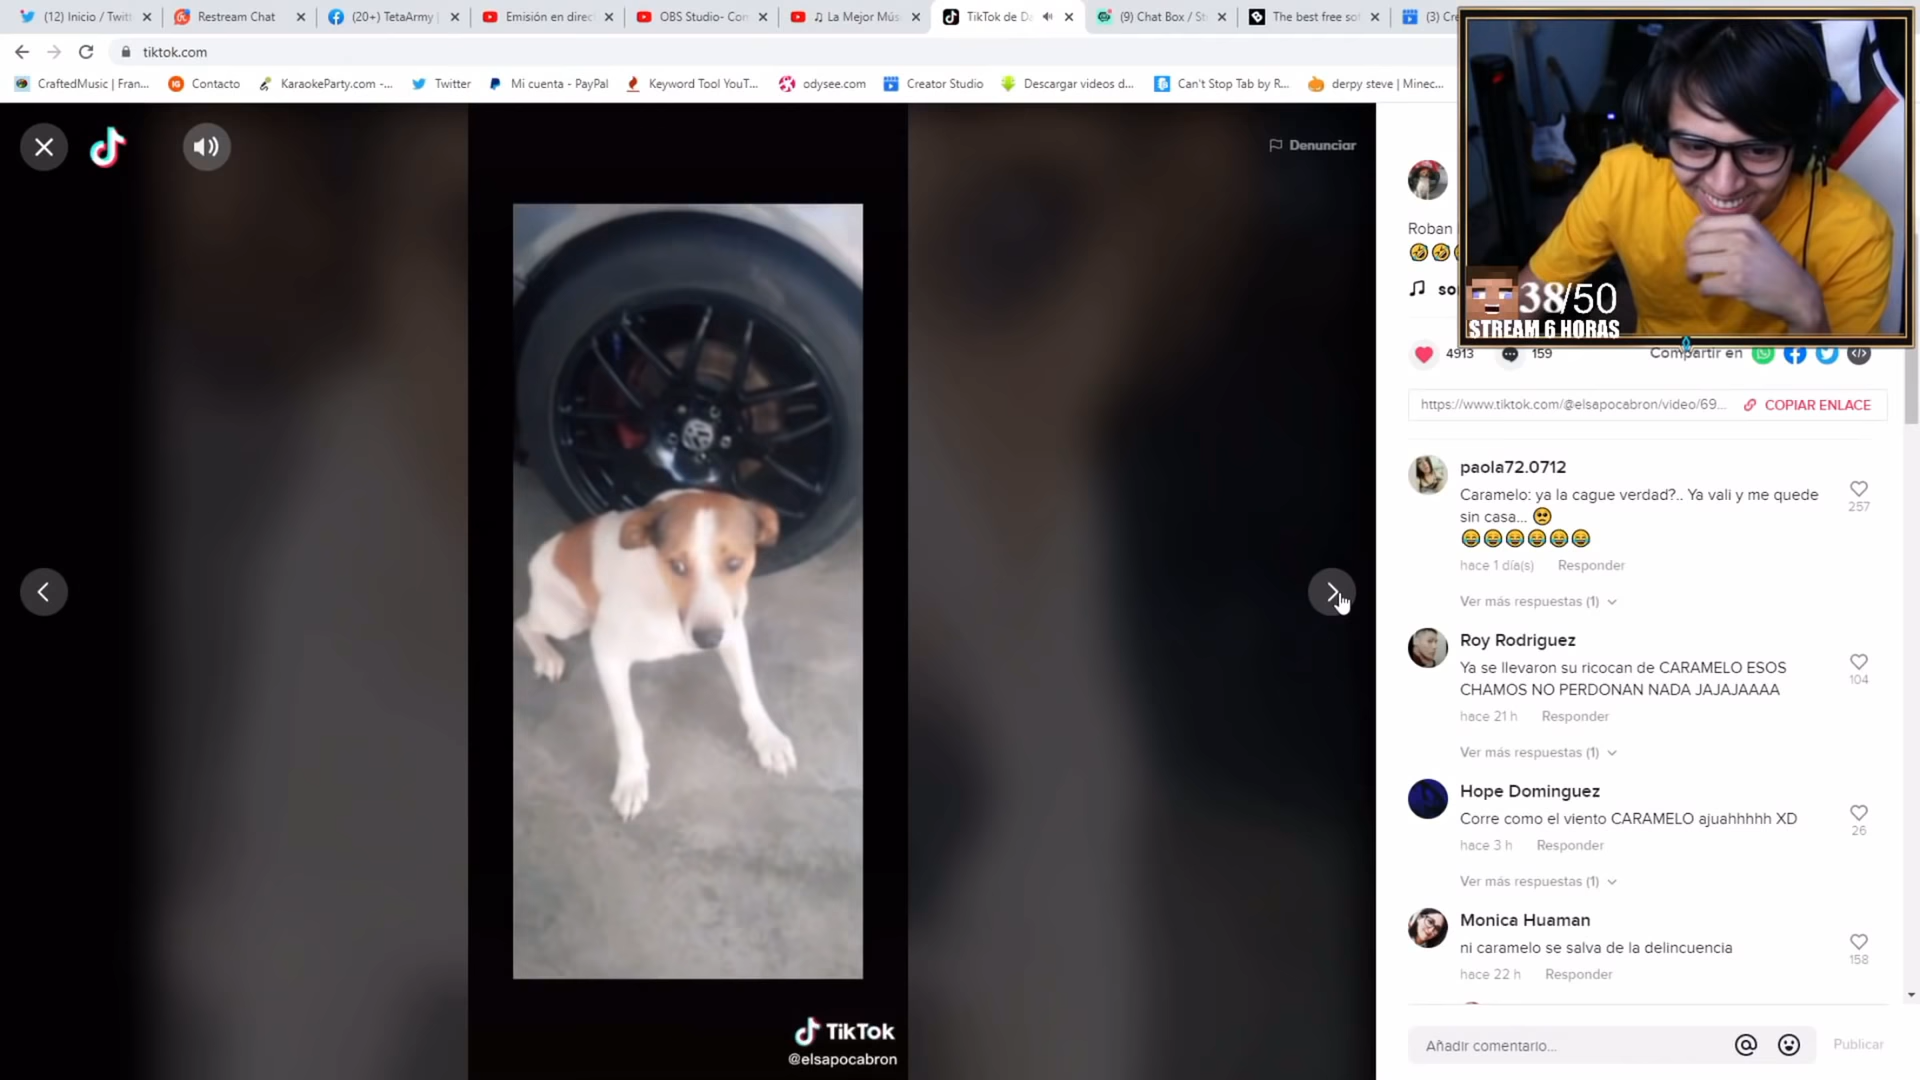 (12) Inicio / Twitt
Restream Chat
(20+) TetaArmy
Emisión en direc
OBS Studio- Con
♫ La Mejor Mús
TikTok de Da
(9) Chat Box / St
The best free so
(3) Cre
tiktok.com
CraftedMusic | Fran...
Contacto
KaraokeParty.com -...
Twitter
Mi cuenta - PayPal
Keyword Tool YouT...
odysee.com
Creator Studio
Descargar videos d...
Can't Stop Tab by R...
derpy steve | Minec...
Denunciar
Roban
so
38/50
STREAM 6 HORAS
4913
159
Compartir en
https://www.tiktok.com/@elsapocabron/video/69...
COPIAR ENLACE
paola72.0712
Caramelo: ya la cague verdad?.. Ya vali y me quede
sin casa... 🥺
😂😂😂😂😂😂
257
hace 1 día(s)
Responder
Ver más respuestas (1)
Roy Rodriguez
Ya se llevaron su ricocan de CARAMELO ESOS
CHAMOS NO PERDONAN NADA JAJAJAAAA
104
hace 21 h
Responder
Ver más respuestas (1)
Hope Dominguez
Corre como el viento CARAMELO ajuahhhhh XD
26
hace 3 h
Responder
Ver más respuestas (1)
Monica Huaman
ni caramelo se salva de la delincuencia
158
hace 22 h
Responder
TikTok
@elsapocabron
Añadir comentario...
@
Publicar